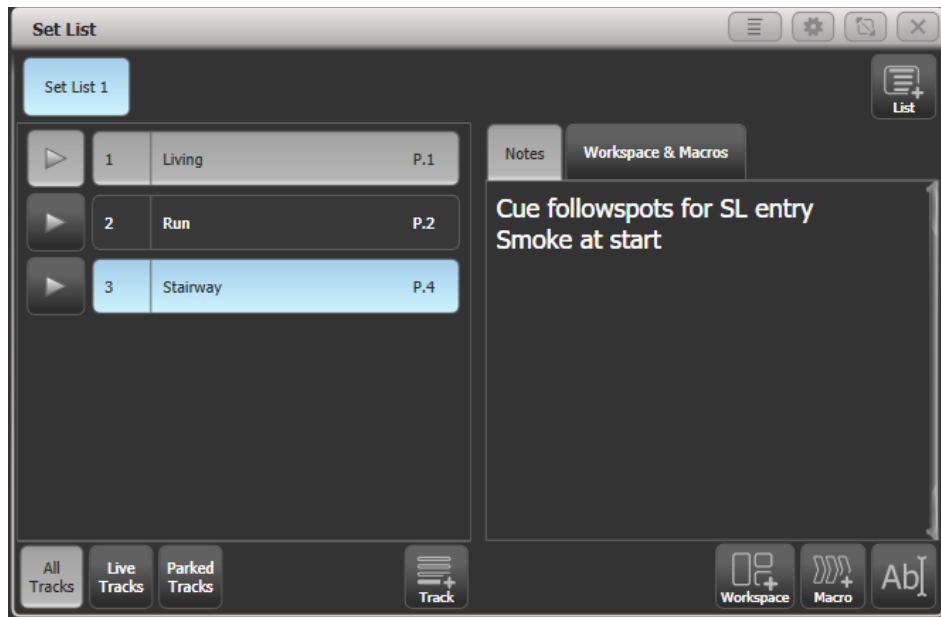 Set List
Set List 1
List
1 Living P.1
2 Run P.2
3 Stairway P.4
Notes
Workspace & Macros
Cue followspots for SL entry
Smoke at start
All
Tracks
Live
Tracks
Parked
Tracks
Track
Workspace
Macro
Ab